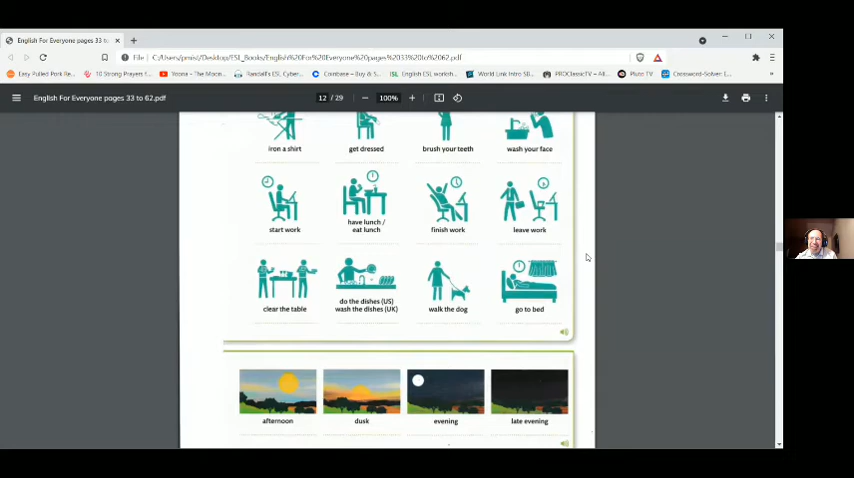 English For Everyone pages 33 to
File C:/Users/pmist/Desktop/ESL_Books/English%20For%20Everyone%20pages%2033%20to%2062.pdf
Easy Pulled Pork Re...
10 Strong Prayers t...
Randall's ESL Cyber...
Coinbase – Buy & S...
ESL English worksh...
World Link Intro SB...
PROClassicTV – All...
Pluto TV
Crossword-Solver: E...
English For Everyone pages 33 to 62.pdf
12 / 29
100%
iron a shirt
get dressed
brush your teeth
wash your face
start work
have lunch /
eat lunch
finish work
leave work
clear the table
do the dishes (US)
wash the dishes (UK)
walk the dog
go to bed
afternoon
dusk
evening
late evening